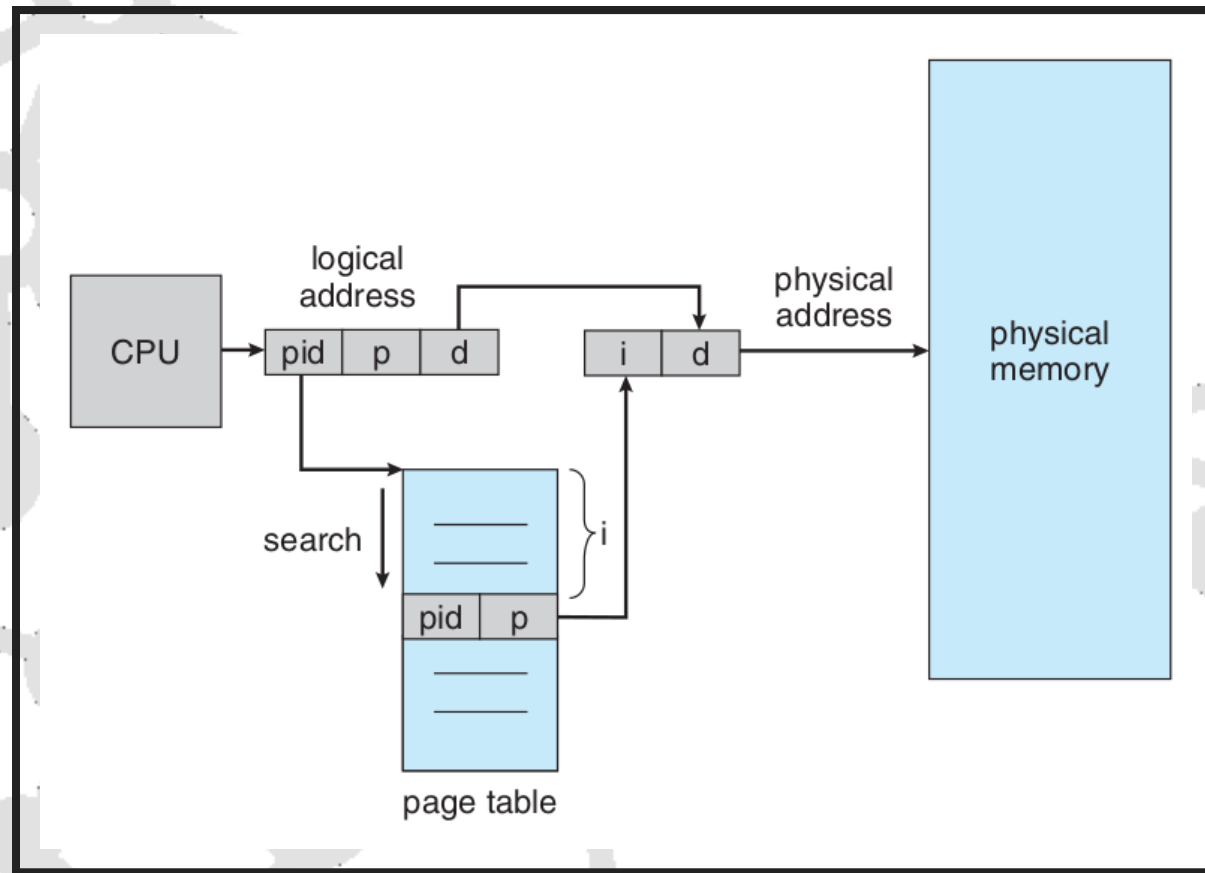 logical
address
physical
address
CPU
pid p d
i d
physical
memory
search
i
pid p
page table